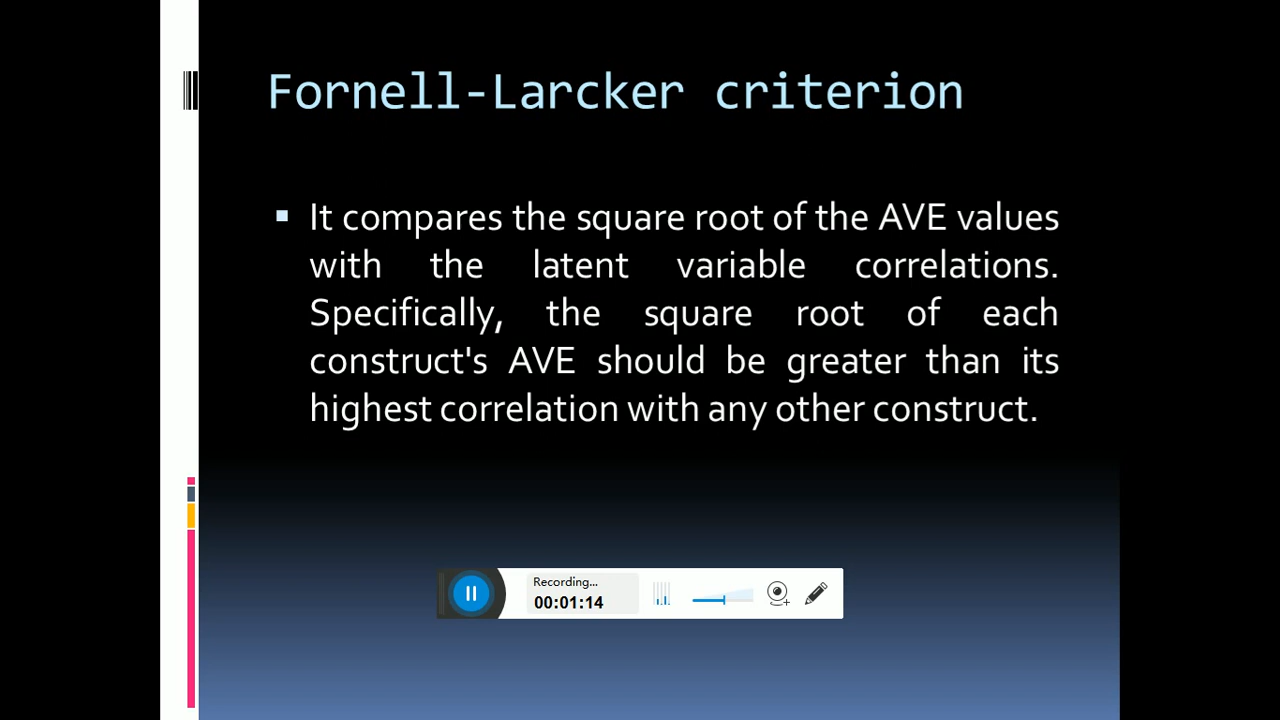 Fornell-Larcker criterion
It compares the square root of the AVE values
with the latent variable correlations.
Specifically, the square root of each
construct's AVE should be greater than its
highest correlation with any other construct.
Recording...
00:01:14